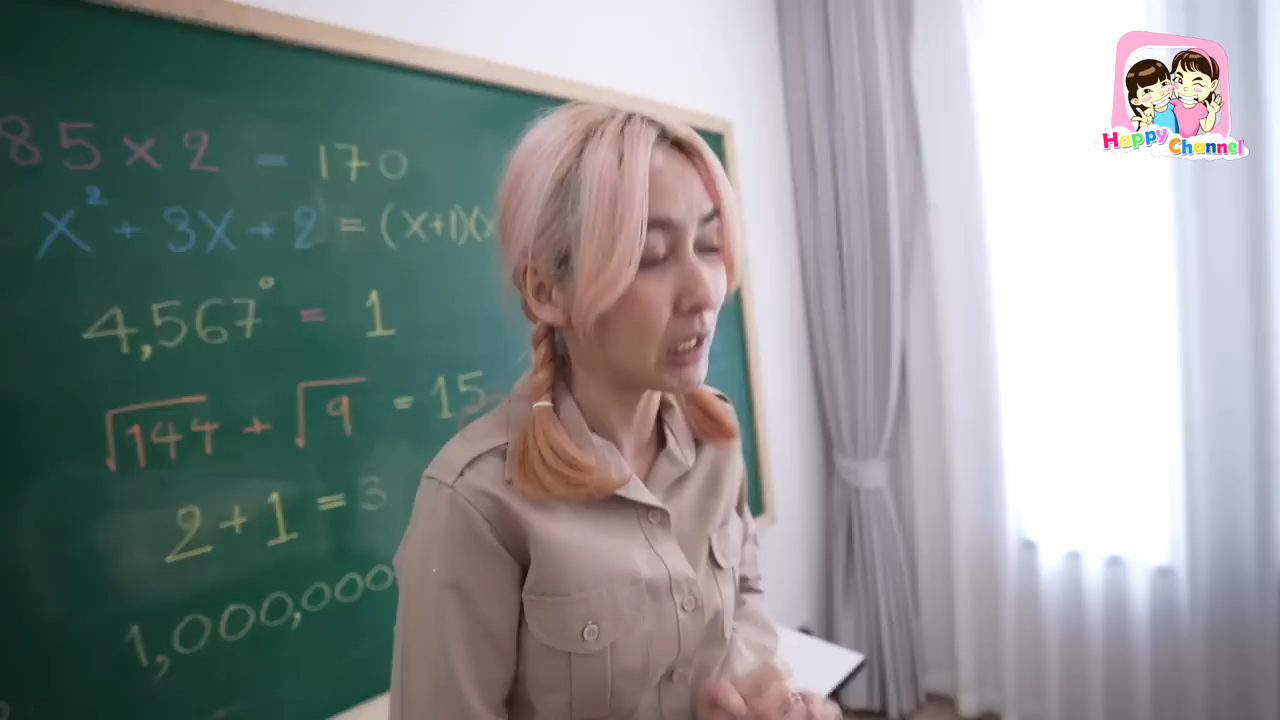 85 x 2 = 170
x² + 3x + 2 = (x+1)(x
4,567° = 1
√144 + √9 = 15
2+1 = 3
1,000,000
Happy Channel